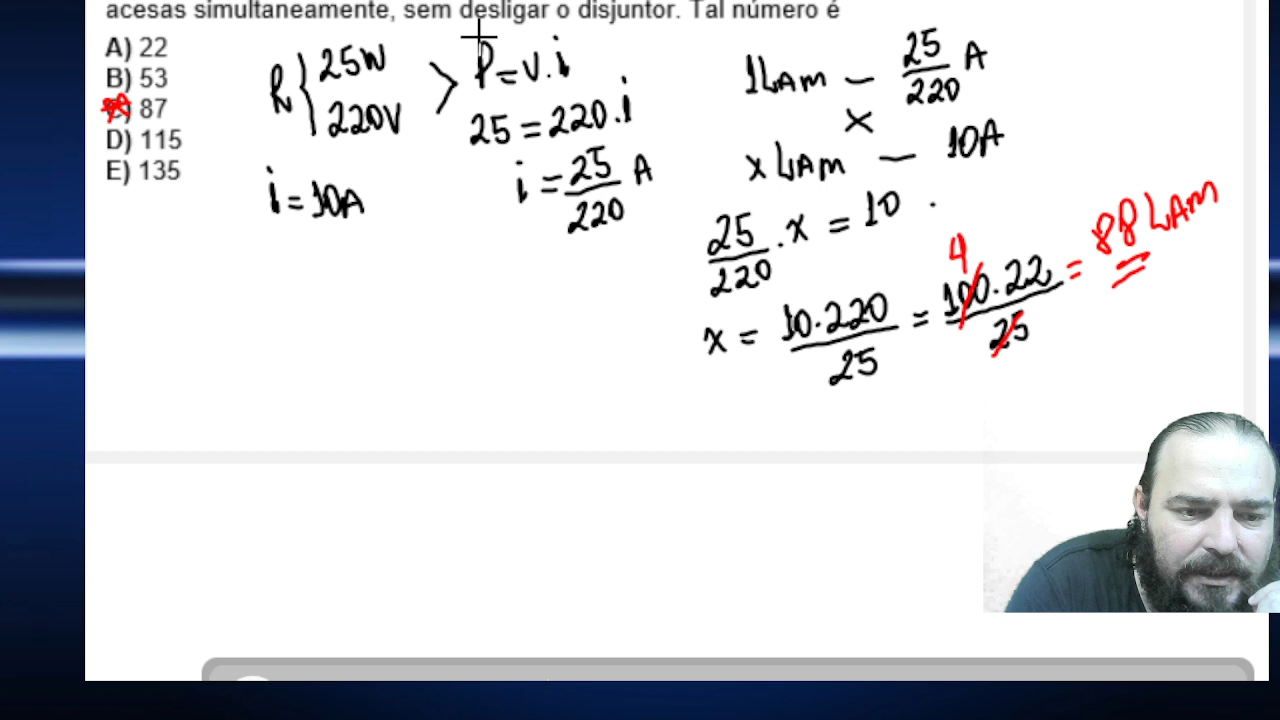 acesas simultaneamente, sem desligar o disjuntor. Tal número é
A) 22
B) 53
87
D) 115
E) 135
R { 25W
220V
i = 10A
> P = V.i
25 = 220.i
i = 25/220 A
1 LAM — 25/220 A
x
x LAM — 10A
25/220 . x = 10 .
x = 10.220/25 = 100.22/25 = 88 LAM
4